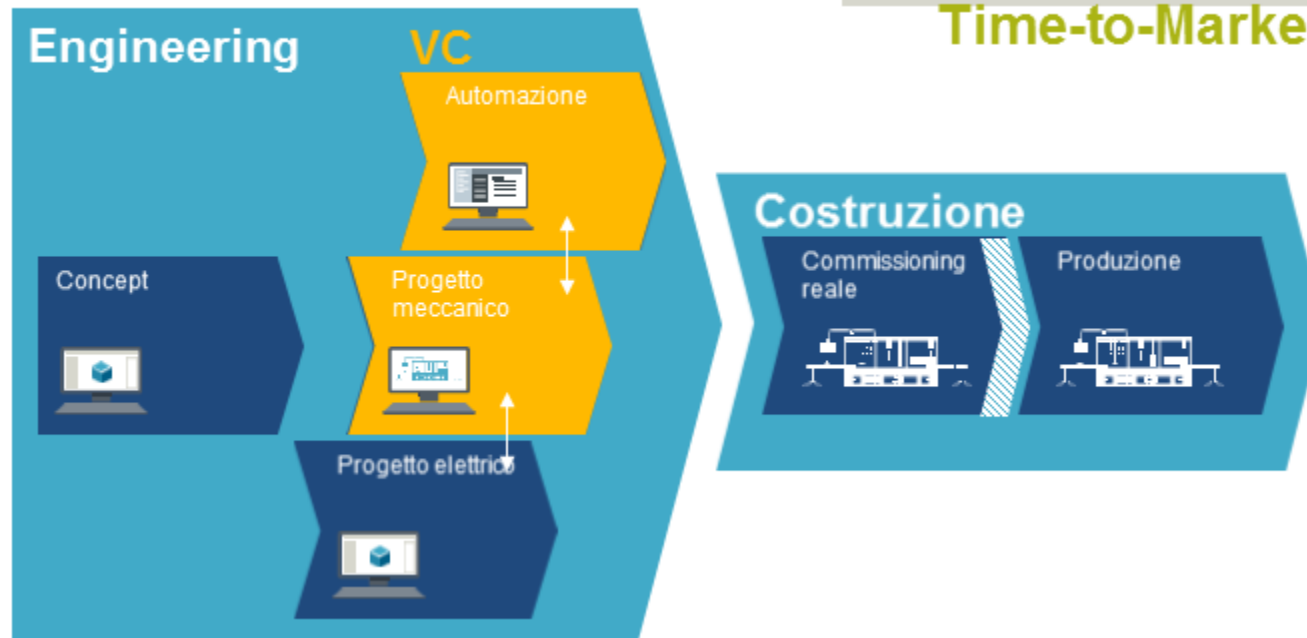 Time-to-Marke
Engineering
VC
Automazione
Costruzione
Concept
Progetto
meccanico
Commissioning
reale
Produzione
Progetto elettrico